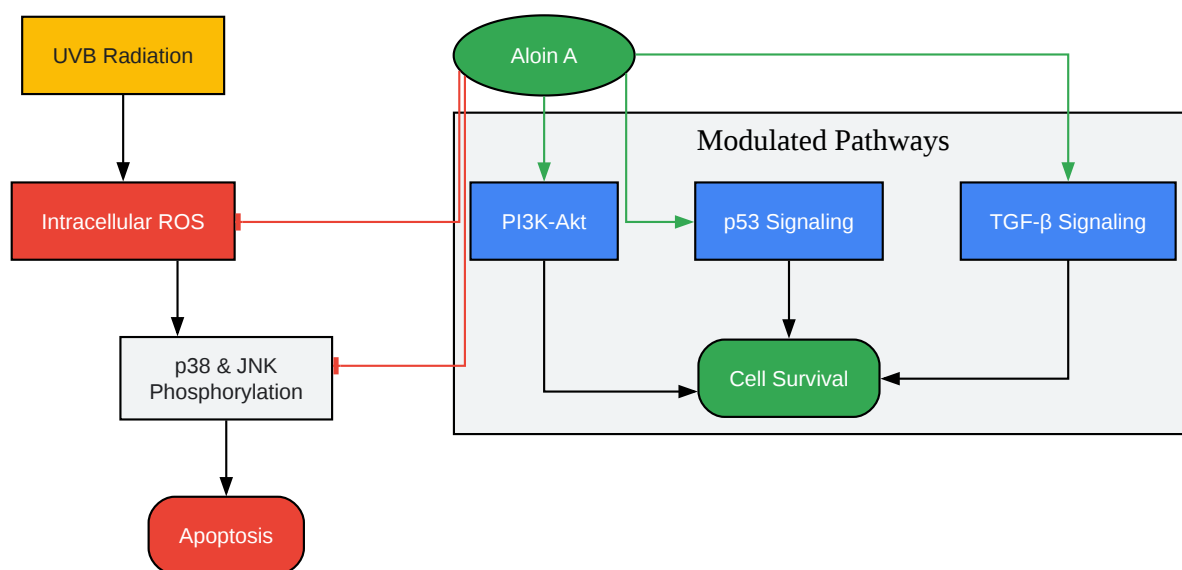 UVB Radiation
Aloin A
Modulated Pathways
Intracellular ROS
PI3K-Akt
p53 Signaling
TGF-β Signaling
p38 & JNK
Phosphorylation
Cell Survival
Apoptosis